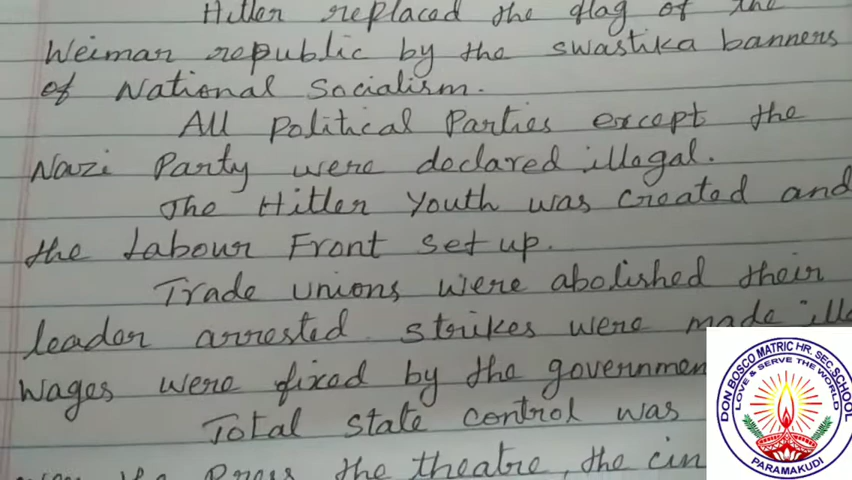 Hitler replaced the flag of the
Weimar republic by the swastika banners
of National Socialism.
All Political Parties except the
Nazi Party were declared illegal.
The Hitler Youth was created and
the Labour Front set up.
Trade unions were abolished their
leader arrested. strikes were made
wages were fixed by the governmen
Total state control was
Press the theatre, the cin
DON BOSCO MATRIC HR. SEC. SCHOOL
LOVE & SERVE THE WORLD
PARAMAKUDI